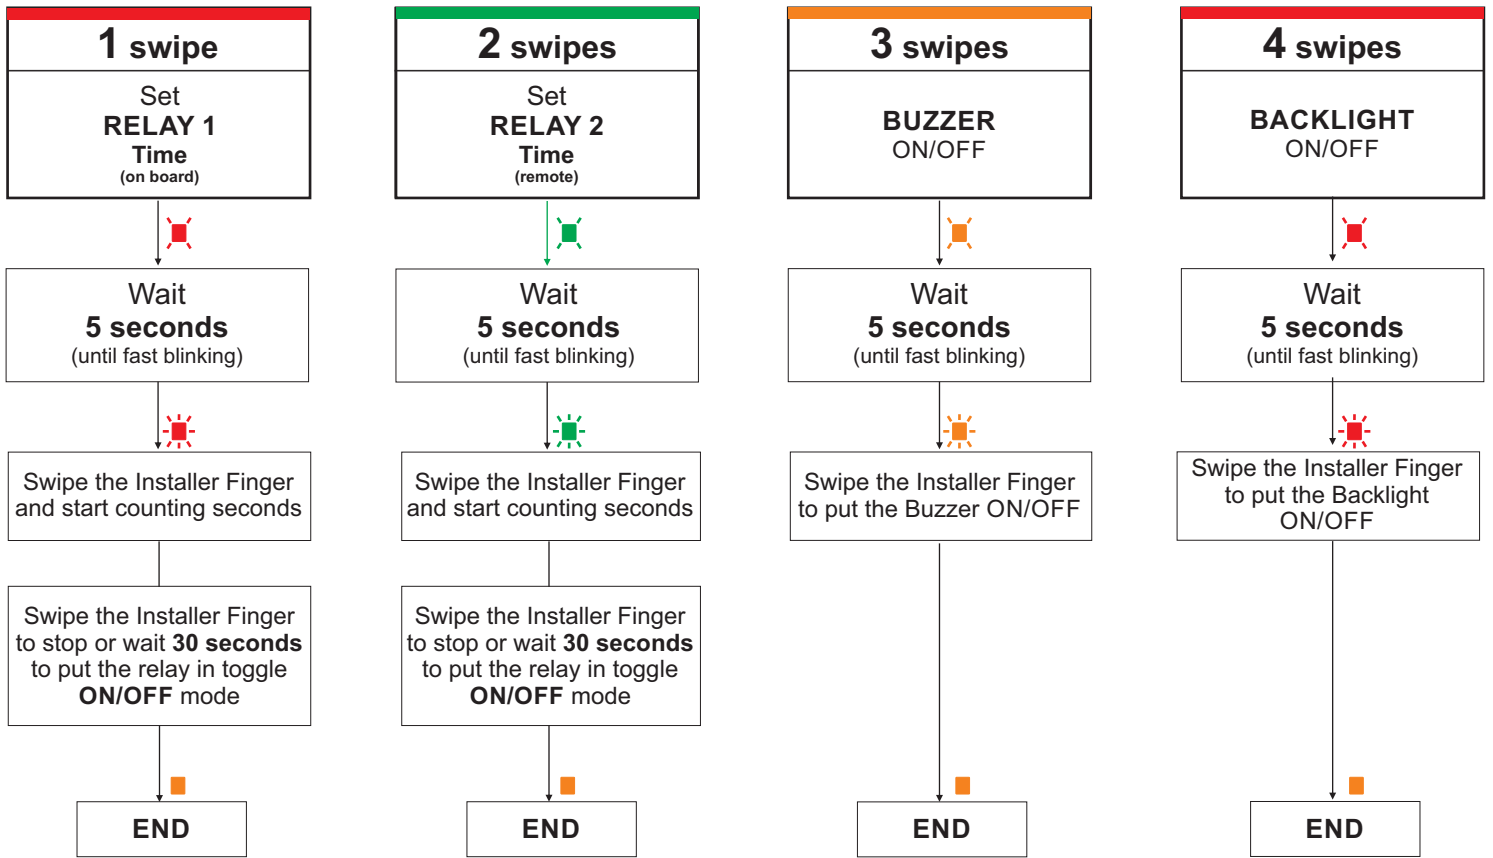 1 swipe
Set
RELAY 1
Time
(on board)
Wait
5 seconds
(until fast blinking)
Swipe the Installer Finger
and start counting seconds
Swipe the Installer Finger
to stop or wait 30 seconds
to put the relay in toggle
ON/OFF mode
END
2 swipes
Set
RELAY 2
Time
(remote)
Wait
5 seconds
(until fast blinking)
Swipe the Installer Finger
and start counting seconds
Swipe the Installer Finger
to stop or wait 30 seconds
to put the relay in toggle
ON/OFF mode
END
3 swipes
BUZZER
ON/OFF
Wait
5 seconds
(until fast blinking)
Swipe the Installer Finger
to put the Buzzer ON/OFF
END
4 swipes
BACKLIGHT
ON/OFF
Wait
5 seconds
(until fast blinking)
Swipe the Installer Finger
to put the Backlight
ON/OFF
END